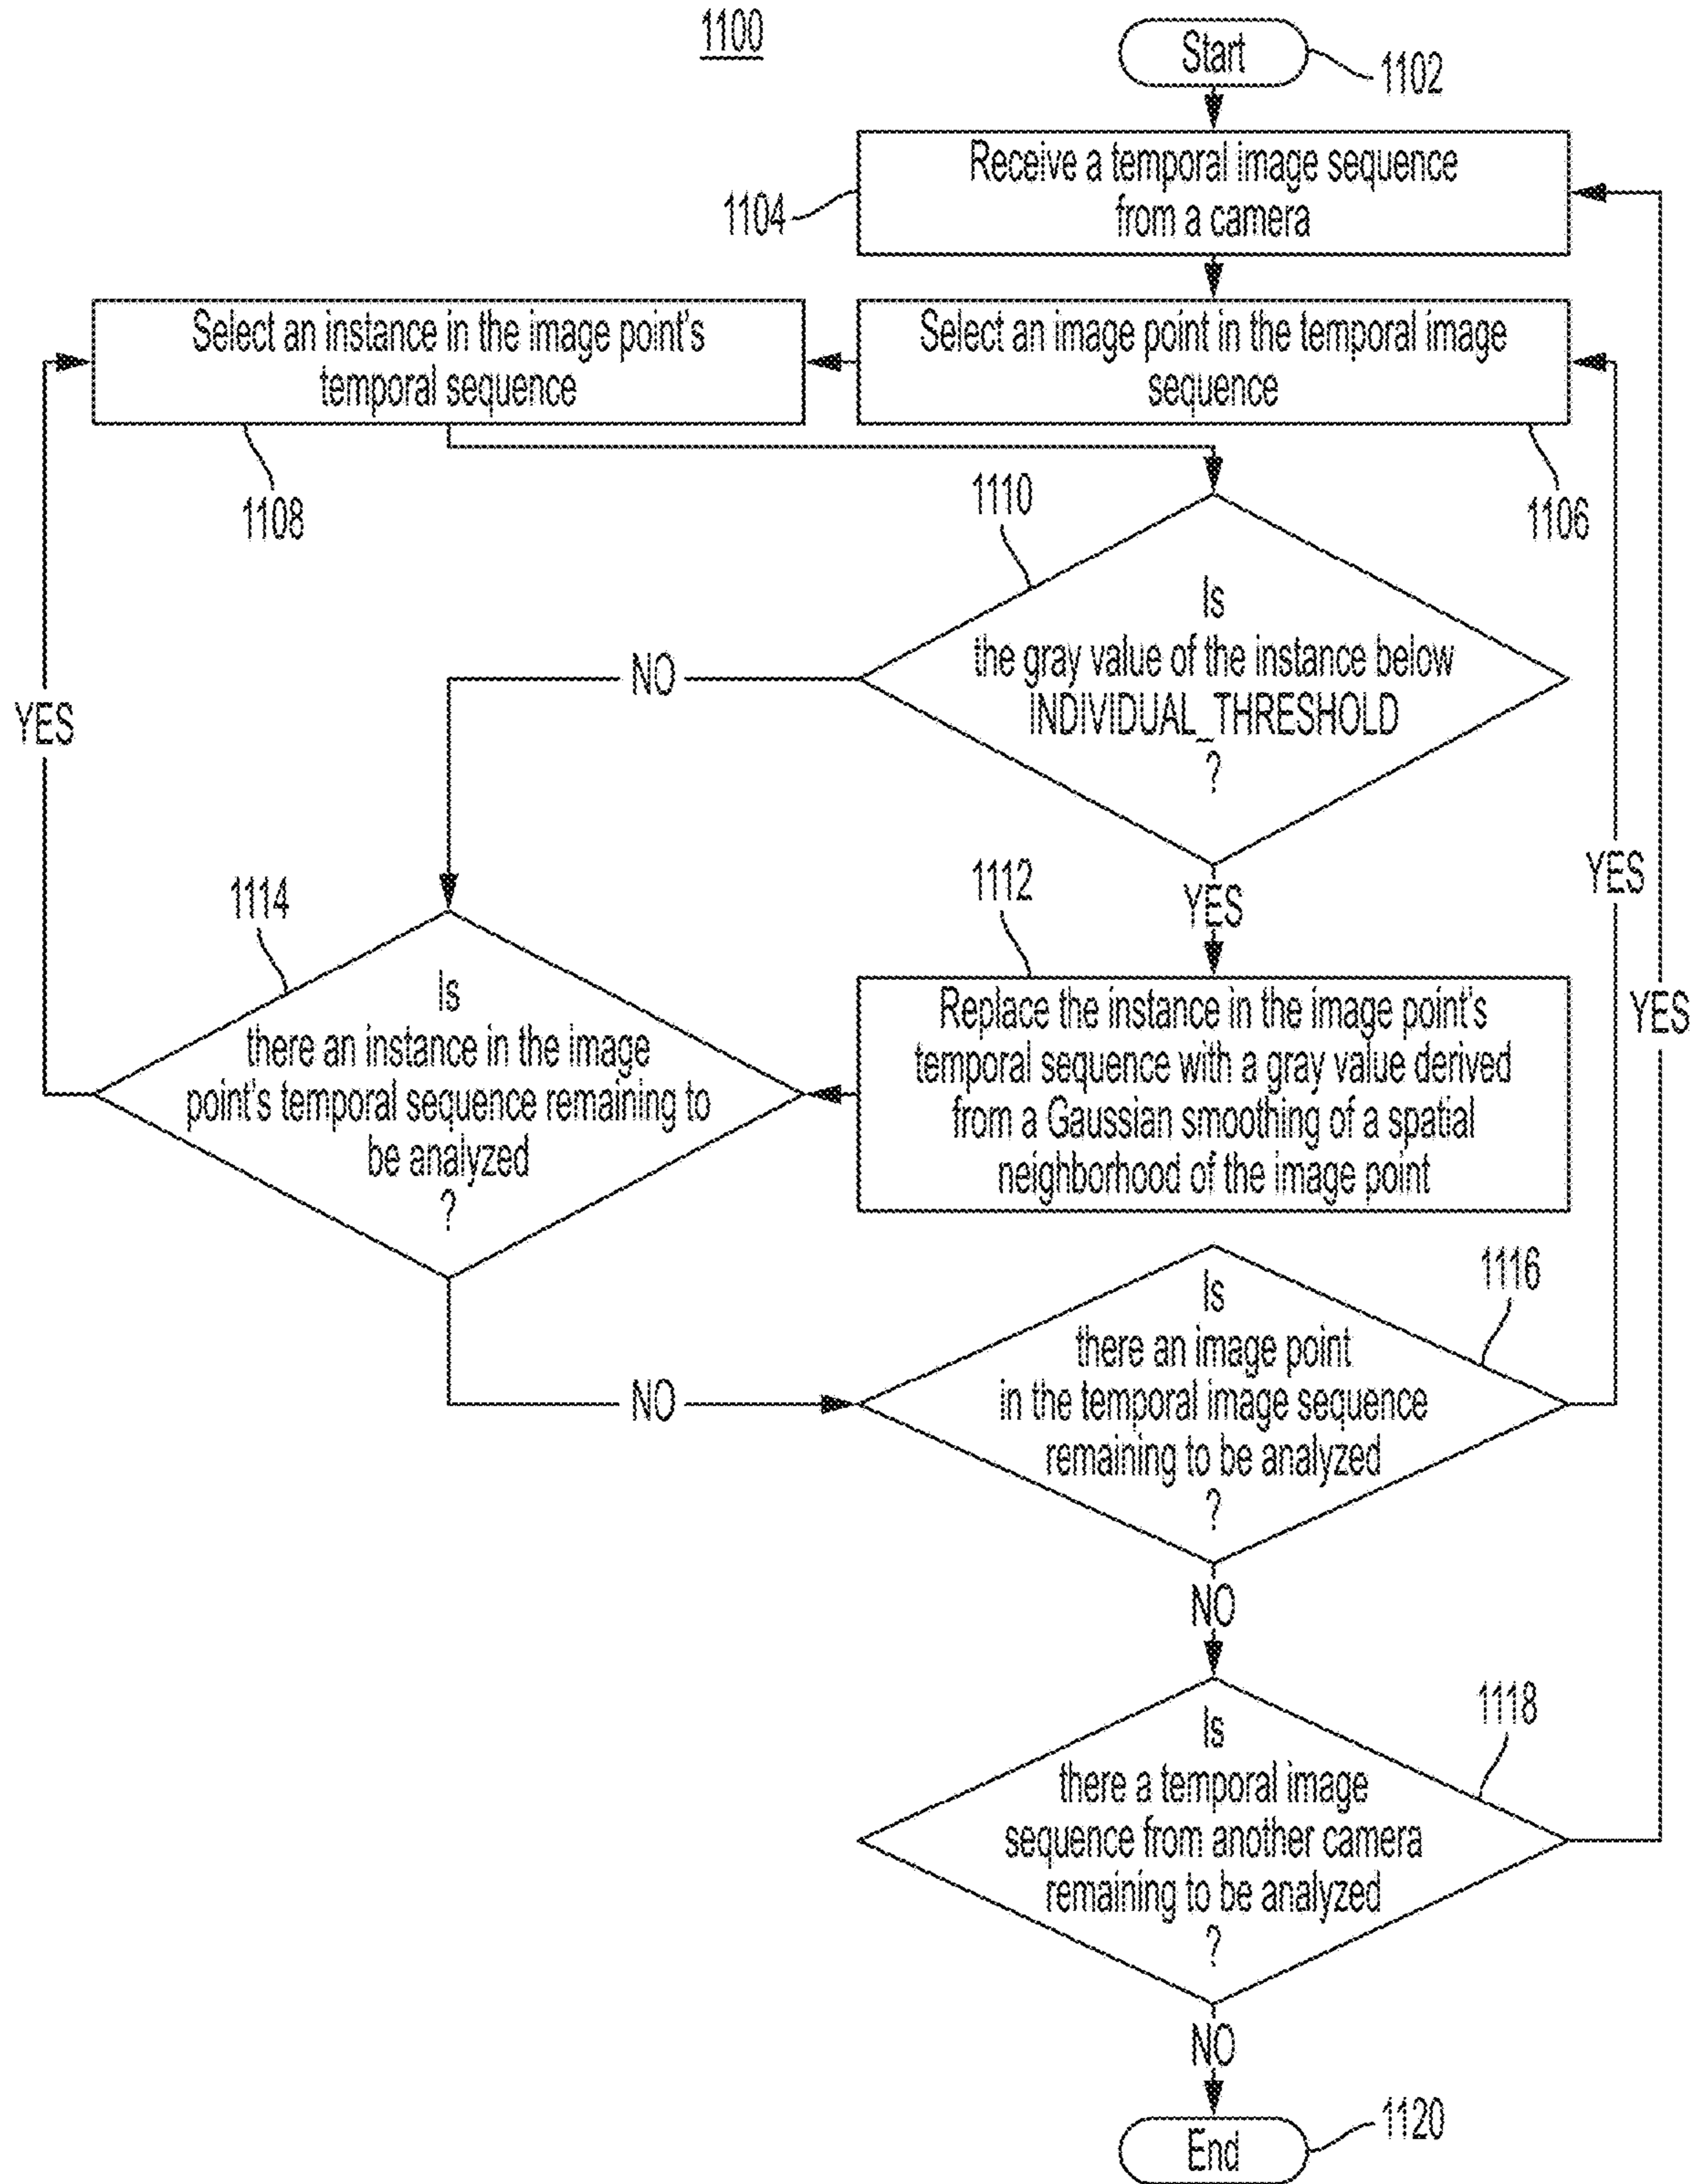 1100
Start
1102
Receive a temporal image sequence
from a camera
1104
Select an instance in the image point's
temporal sequence
1108
Select an image point in the temporal image
sequence
1106
1110
Is
the gray value of the instance below
INDIVIDUAL_THRESHOLD
?
NO
YES
YES
1114
Is
there an instance in the image
point's temporal sequence remaining to
be analyzed
?
1112
Replace the instance in the image point's
temporal sequence with a gray value derived
from a Gaussian smoothing of a spatial
neighborhood of the image point
YES
YES
NO
1116
Is
there an image point
in the temporal image sequence
remaining to be analyzed
?
NO
1118
Is
there a temporal image
sequence from another camera
remaining to be analyzed
?
NO
End
1120